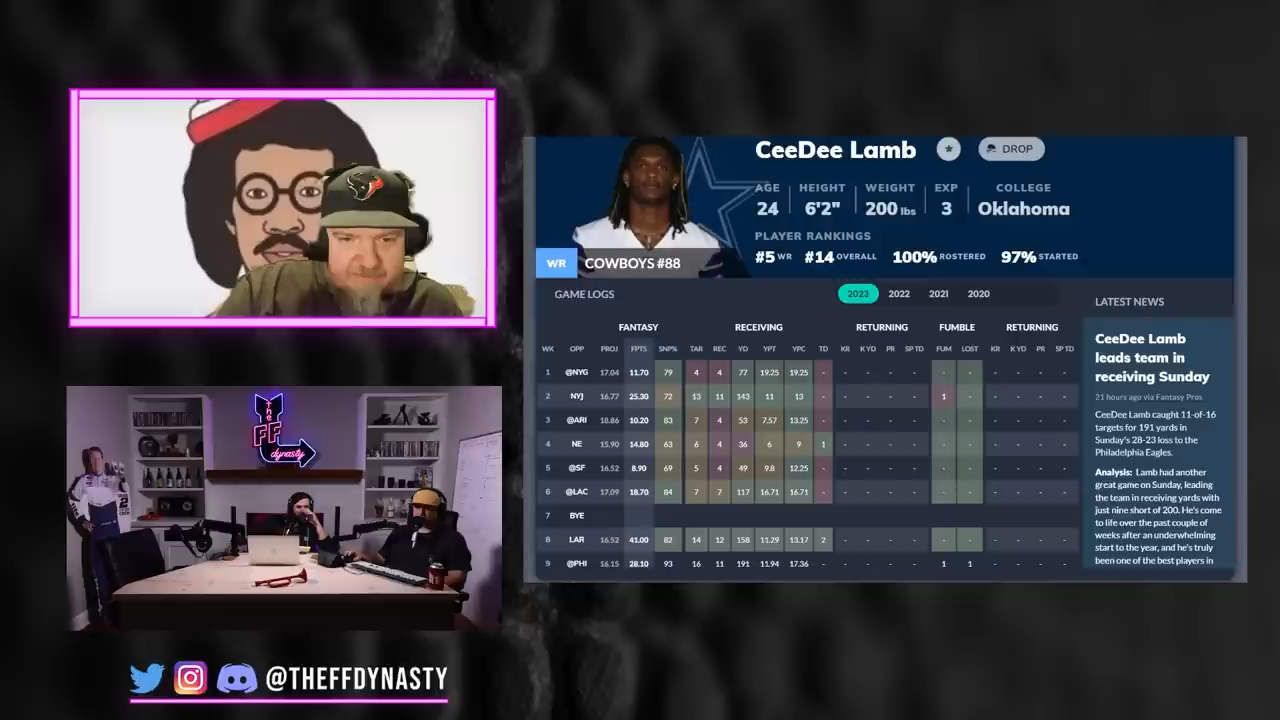 CeeDee Lamb
DROP
AGE HEIGHT WEIGHT EXP COLLEGE
24 6'2" 200 lbs 3 Oklahoma
PLAYER RANKINGS
#5 WR #14 OVERALL 100% ROSTERED 97% STARTED
WR COWBOYS #88
GAME LOGS 2023 2022 2021 2020
FANTASY RECEIVING RETURNING FUMBLE RETURNING
WK OPP PROJ FPTS SNP% TAR REC YD YPT YPC TD KR K YD PR SP TD FUM LOST KR K YD PR SP TD
1 @NYG 17.04 11.70 79 4 4 77 19.25 19.25 - - - - - - - - - - -
2 NYJ 16.77 25.30 72 13 11 143 11 13 - - - - - 1 - - - - -
3 @ARI 18.86 10.20 83 7 4 53 7.57 13.25 - - - - - - - - - - -
4 NE 15.90 14.80 63 6 4 36 6 9 1 - - - - - - - - - -
5 @SF 16.52 8.90 69 5 4 49 9.8 12.25 - - - - - - - - - - -
6 @LAC 17.09 18.70 84 7 7 117 16.71 16.71 - - - - - - - - - - -
7 BYE
8 LAR 16.52 41.00 82 14 12 158 11.29 13.17 2 - - - - - - - - - -
9 @PHI 16.15 28.10 93 16 11 191 11.94 17.36 - - - - 1 1 - - - -
LATEST NEWS
CeeDee Lamb
leads team in
receiving Sunday
21 hours ago via Fantasy Pros
CeeDee Lamb caught 11-of-16
targets for 191 yards in
Sunday's 28-23 loss to the
Philadelphia Eagles.
Analysis: Lamb had another
great game on Sunday, leading
the team in receiving yards with
just nine short of 200. He's come
to life over the past couple of
weeks after an underwhelming
start to the year, and he's truly
been one of the best players in
The
FF
dynasty
@THEFFDYNASTY